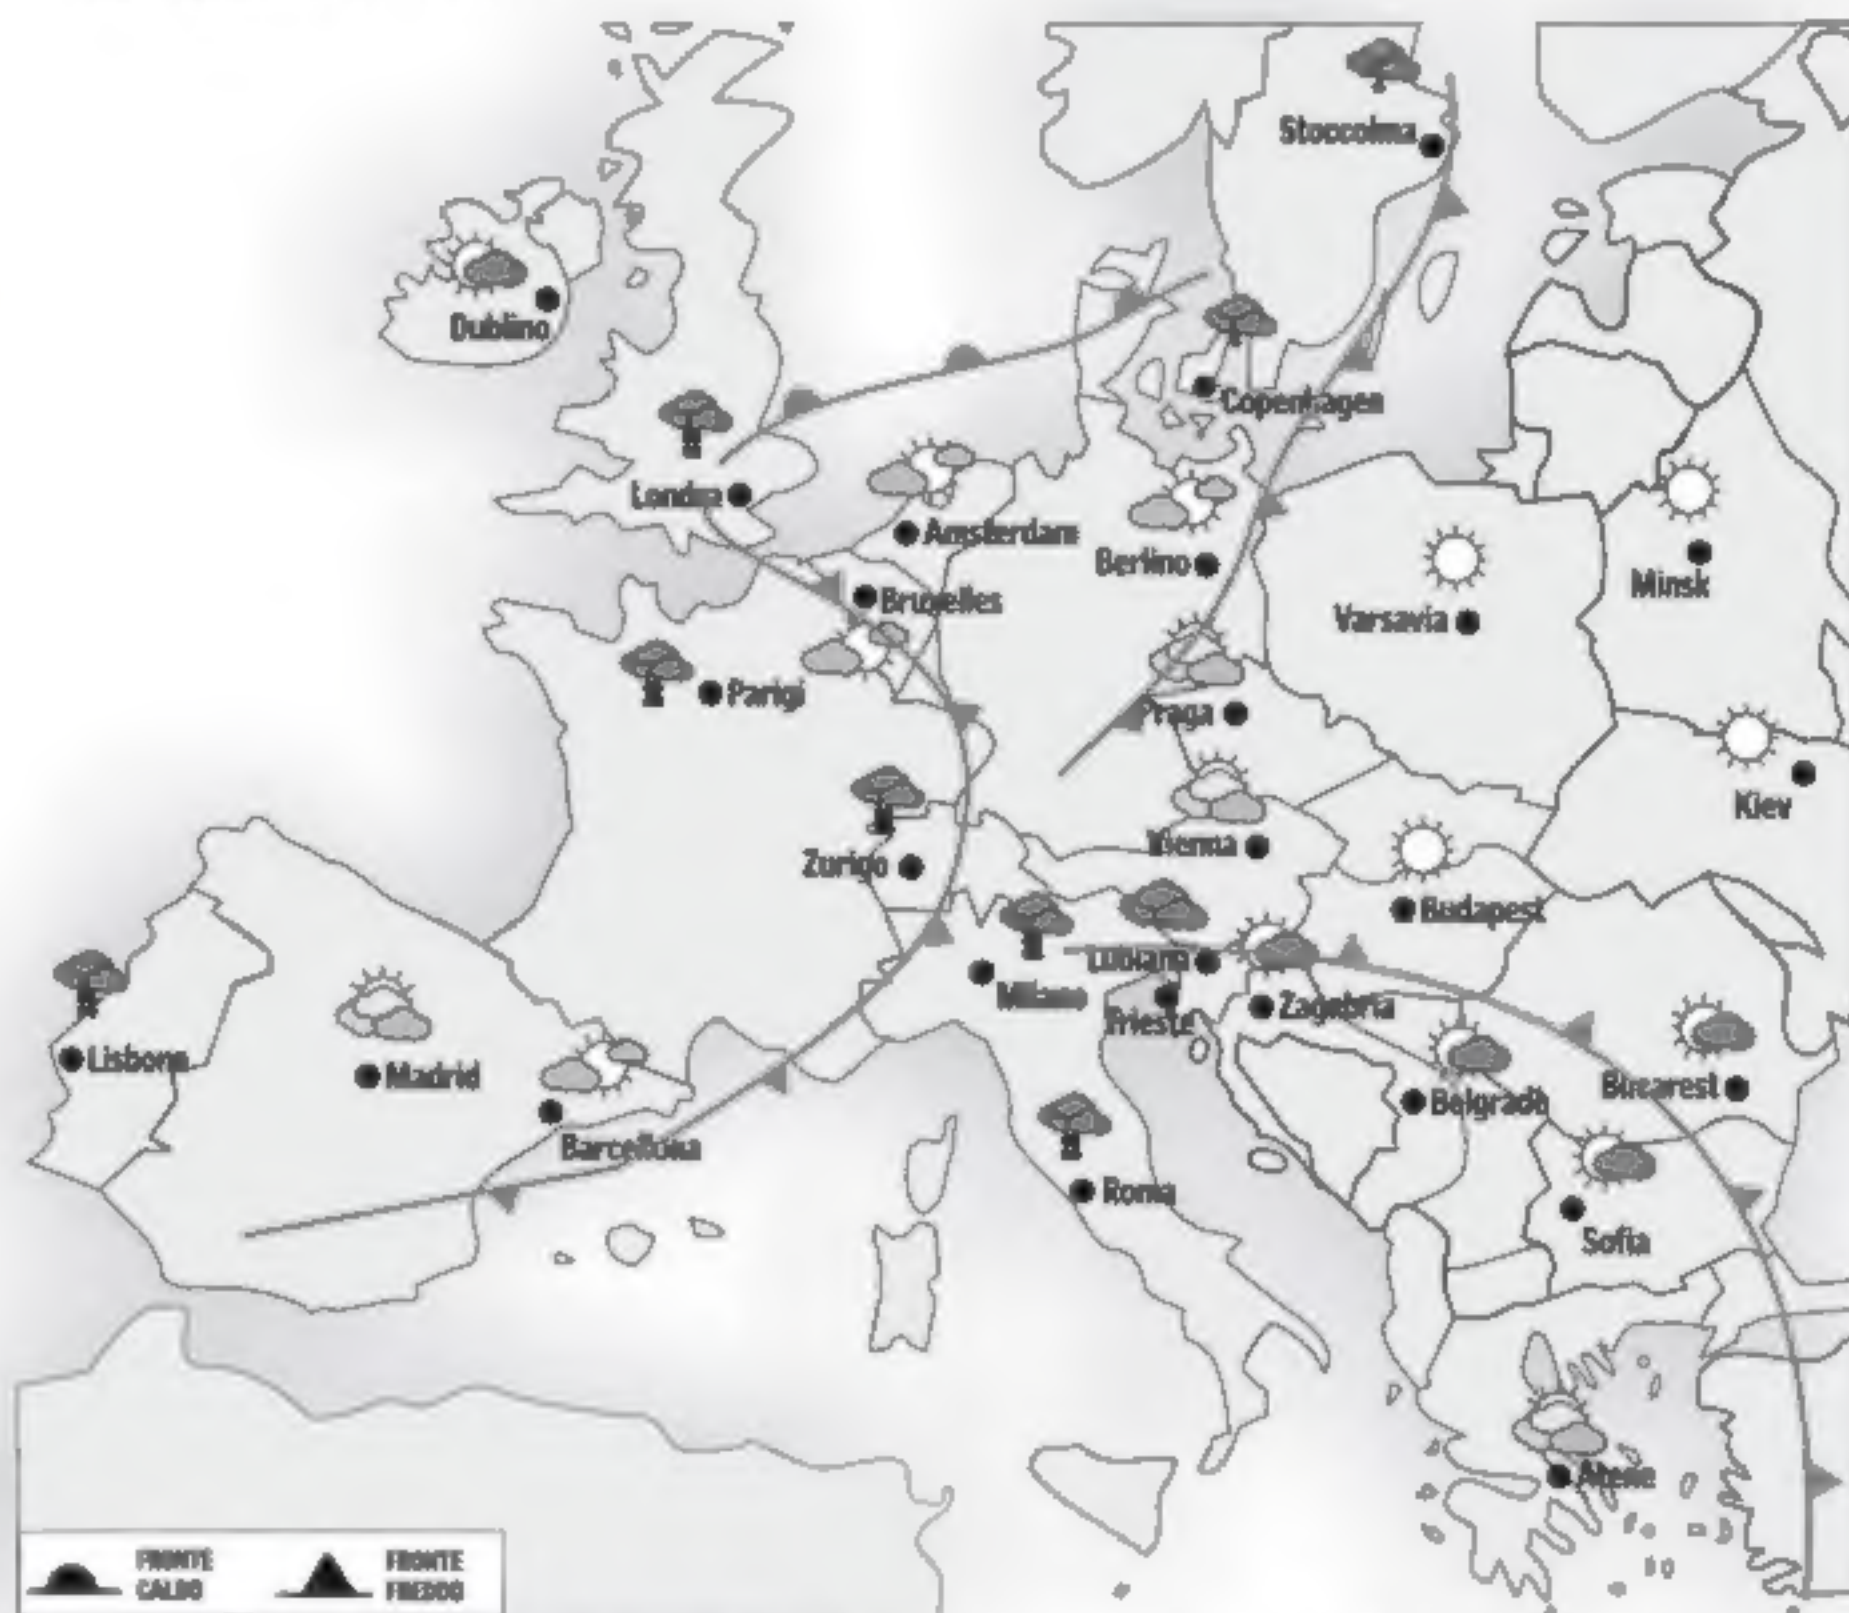 Stoccolma
Dublino
Copenhagen
Londra
Amsterdam
Berlino
Minsk
Bruxelles
Varsavia
Parigi
Praga
Kiev
Vienna
Zurigo
Budapest
Lubiana
Milano
Trieste
Zagabria
Lisbona
Madrid
Bucarest
Belgrado
Barcellona
Roma
Sofia
Atene
FRONTE
CALDO
FRONTE
FREDDO